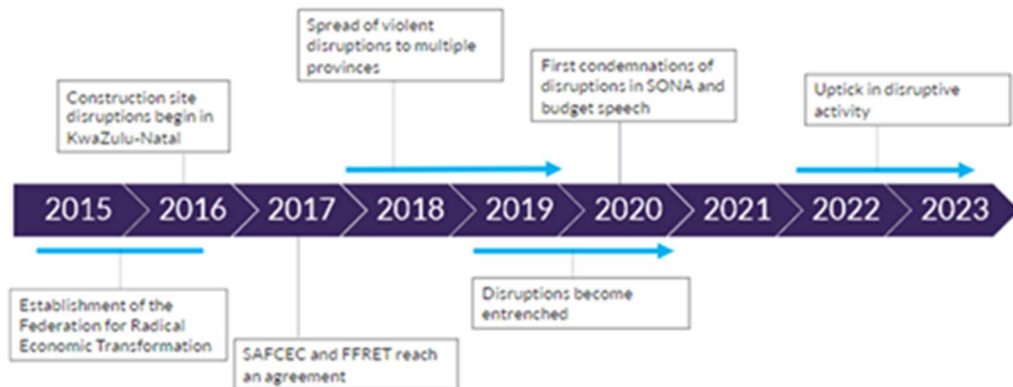 Spread of violent
disruptions to multiple
provinces
First condemnations of
disruptions in SONA and
budget speech
Construction site
disruptions begin in
KwaZulu-Natal
Uptick in disruptive
activity
2015 2016 2017 2018 2019 2020 2021 2022 2023
Establishment of the
Federation for Radical
Economic Transformation
SAFCEC and FFRET reach
an agreement
Disruptions become
entrenched